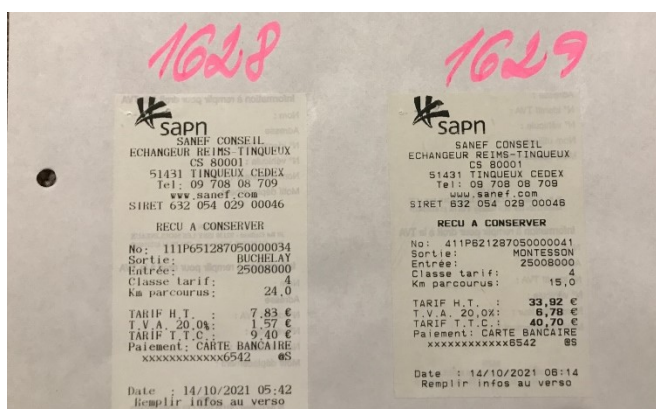 1628
sapn
SANEF CONSEIL
ECHANGEUR REIMS-TINQUEUX
CS 80001
51431 TINQUEUX CEDEX
Tel: 09 708 08 709
www.sanef.com
SIRET 632 054 029 00046
RECU A CONSERVER
No: 111P651287050000034
Sortie: BUCHELAY
Entrée: 25008000
Classe tarif: 4
Km parcourus: 24,0
TARIF H.T. : 7,83 €
T.V.A. 20,0%: 1,57 €
TARIF T.T.C.: 9,40 €
Paiement: CARTE BANCAIRE
xxxxxxxxxxxx6542 @S
Date : 14/10/2021 05:42
Remplir infos au verso
1629
sapn
SANEF CONSEIL
ECHANGEUR REIMS-TINQUEUX
CS 80001
51431 TINQUEUX CEDEX
Tel: 09 708 08 709
www.sanef.com
SIRET 632 054 029 00046
RECU A CONSERVER
No: 411P621287050000041
Sortie: MONTESSON
Entrée: 25008000
Classe tarif: 4
Km parcourus: 15,0
TARIF H.T. : 33,92 €
T.V.A. 20,0%: 6,78 €
TARIF T.T.C.: 40,70 €
Paiement: CARTE BANCAIRE
xxxxxxxxxxxx6542 @S
Date : 14/10/2021 06:14
Remplir infos au verso